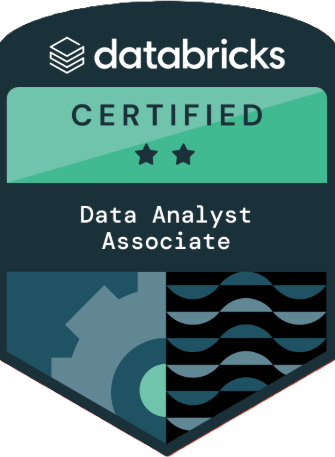 databricks
CERTIFIED
Data Analyst
Associate